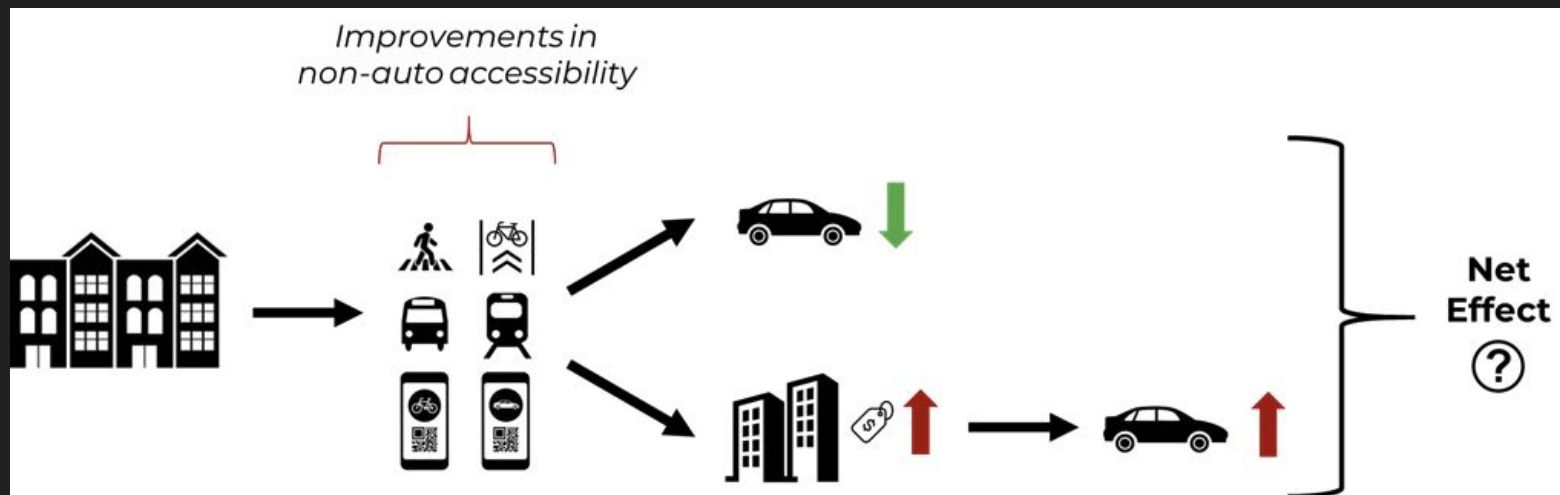 Improvements in
non-auto accessibility
$
Net
Effect
?